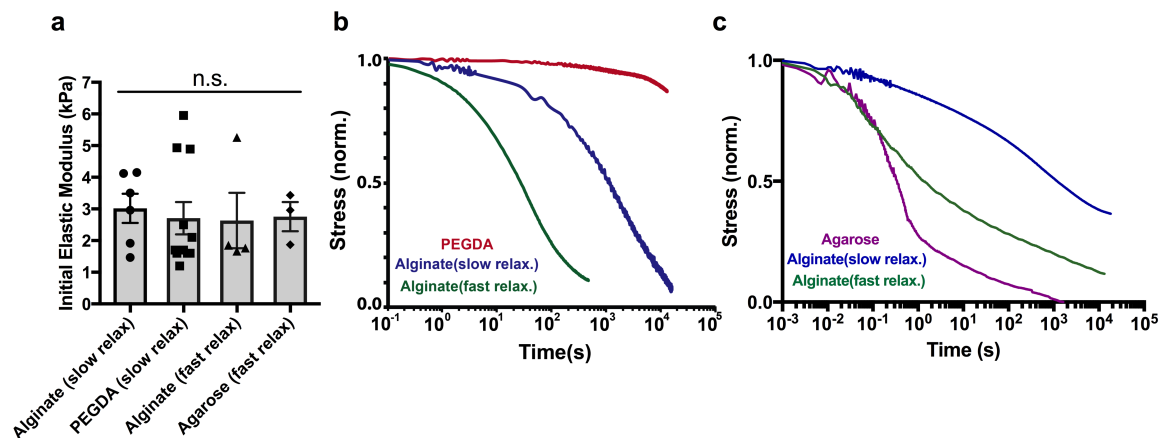 a
n.s.
Initial Elastic Modulus (kPa)
7
6
5
4
3
2
1
0
Alginate (slow relax)
PEGDA (slow relax)
Alginate (fast relax)
Agarose (fast relax)
b
Stress (norm.)
1.0
0.5
0.0
PEGDA
Alginate(slow relax.)
Alginate(fast relax.)
10-1 100 101 102 103 104 105
Time(s)
c
Stress (norm.)
1.0
0.5
0.0
Agarose
Alginate(slow relax.)
Alginate(fast relax.)
10-3 10-2 10-1 100 101 102 103 104 105
Time (s)